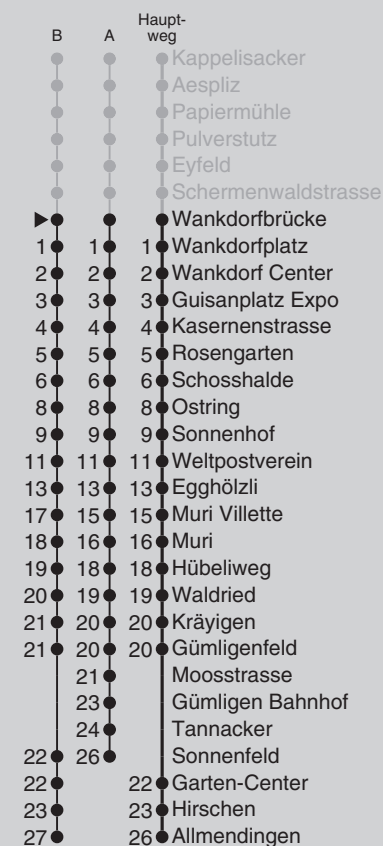 B A Haupt-
weg
Kappelisacker
Aespliz
Papiermühle
Pulverstutz
Eyfeld
Schermenwaldstrasse
Wankdorfbrücke
1 1 1 Wankdorfplatz
2 2 2 Wankdorf Center
3 3 3 Guisanplatz Expo
4 4 4 Kasernenstrasse
5 5 5 Rosengarten
6 6 6 Schosshalde
8 8 8 Ostring
9 9 9 Sonnenhof
11 11 11 Weltpostverein
13 13 13 Egghölzli
17 15 15 Muri Villette
18 16 16 Muri
19 18 18 Hübeliweg
20 19 19 Waldried
21 20 20 Kräyigen
21 20 20 Gümligenfeld
21 Moosstrasse
23 Gümligen Bahnhof
24 Tannacker
22 26 Sonnenfeld
22 22 Garten-Center
23 23 Hirschen
27 26 Allmendingen